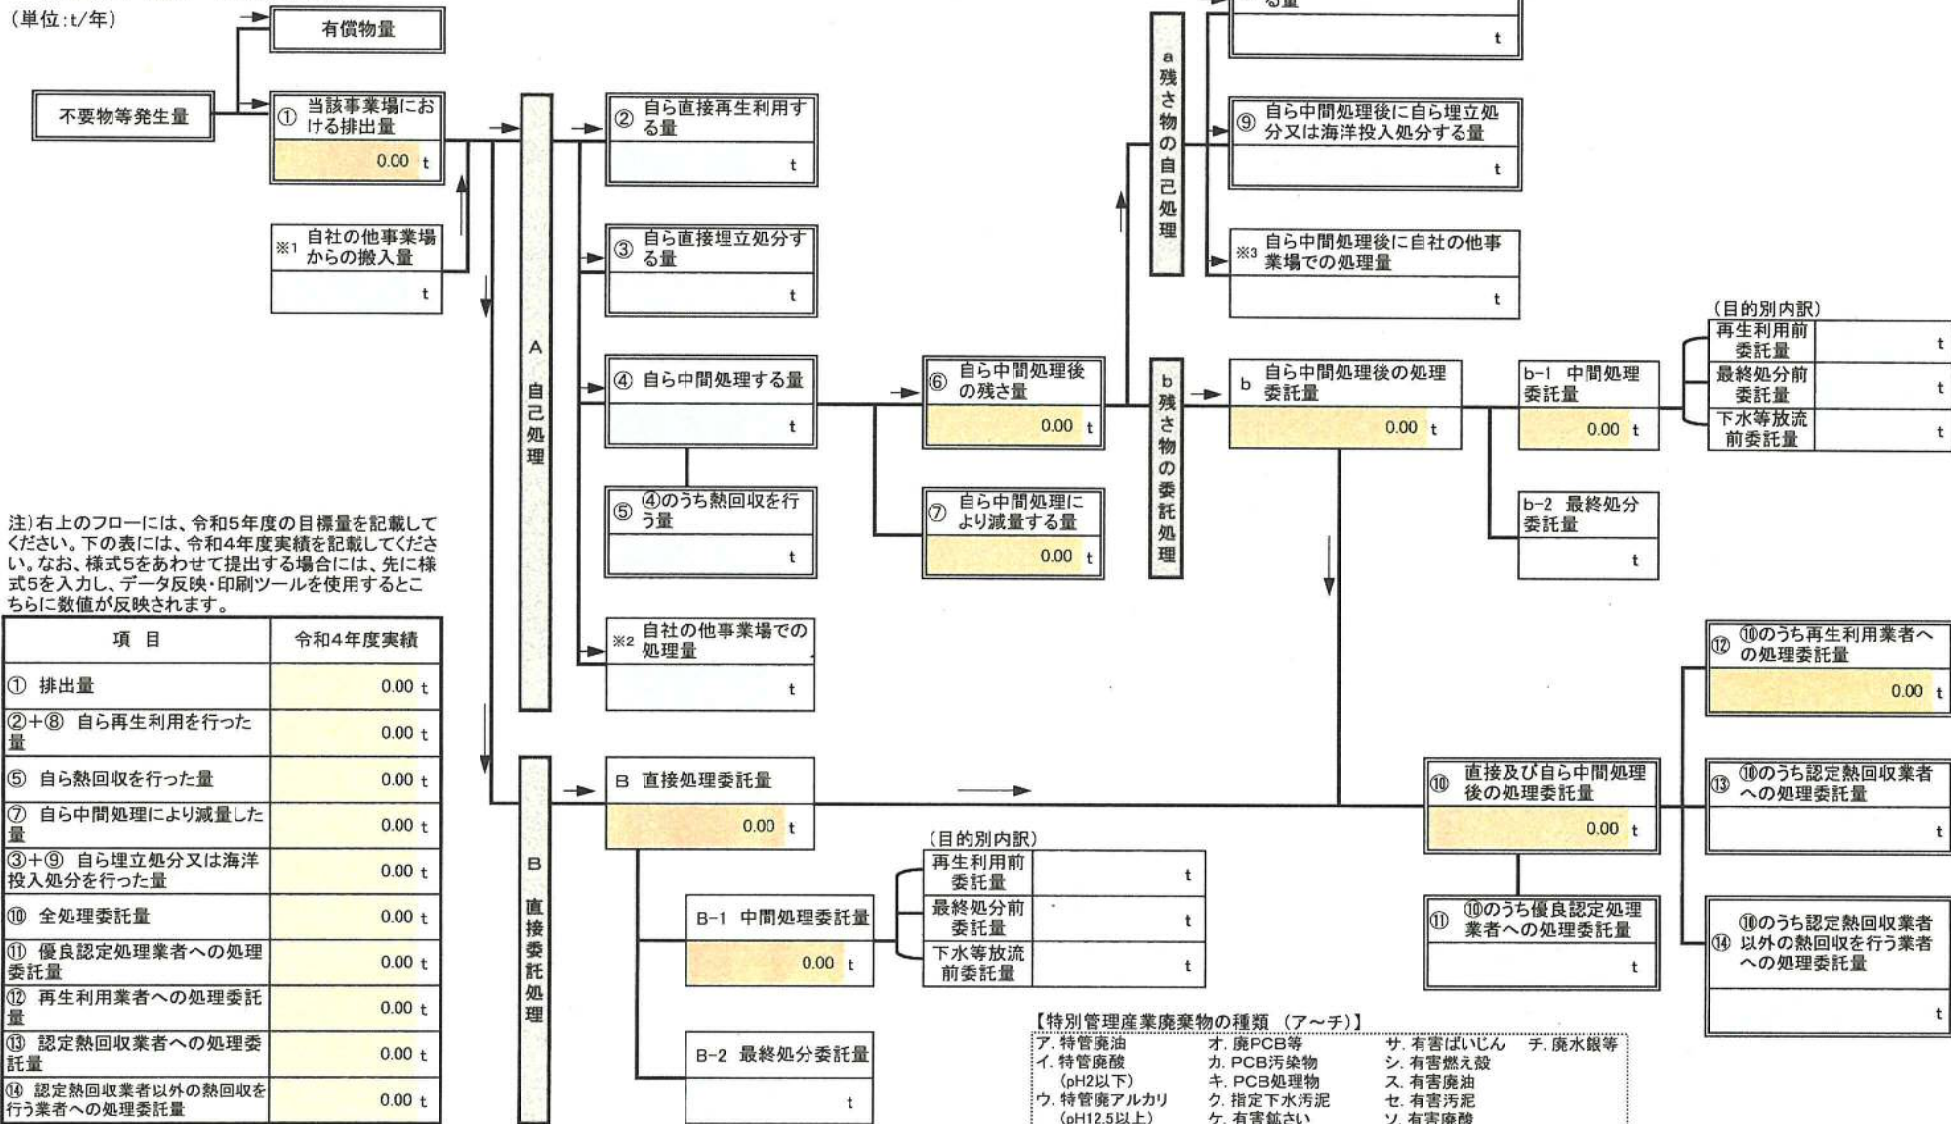 (単位:t/年)
有償物量
不要物等発生量
① 当該事業場にお
ける排出量
0.00 t
※1 自社の他事業場
からの搬入量
t
A 自己処理
② 自ら直接再生利用す
る量
t
③ 自ら直接埋立処分す
る量
t
④ 自ら中間処理する量
t
⑤ ④のうち熱回収を行
う量
t
※2 自社の他事業場での
処理量
t
⑥ 自ら中間処理後
の残さ量
0.00 t
⑦ 自ら中間処理に
より減量する量
0.00 t
a 残さ物の自己処理
る量
t
⑨ 自ら中間処理後に自ら埋立処
分又は海洋投入処分する量
t
※3 自ら中間処理後に自社の他事
業場での処理量
t
b 残さ物の委託処理
b 自ら中間処理後の処理
委託量
0.00 t
b-1 中間処理
委託量
0.00 t
(目的別内訳)
再生利用前
委託量
t
最終処分前
委託量
t
下水等放流
前委託量
t
b-2 最終処分
委託量
t
注)右上のフローには、令和5年度の目標量を記載して
ください。下の表には、令和4年度実績を記載してくださ
い。なお、様式5をあわせて提出する場合には、先に様
式5を入力し、データ反映・印刷ツールを使用するとこ
ちらに数値が反映されます。
項 目 令和4年度実績
① 排出量 0.00 t
②+⑧ 自ら再生利用を行った
量 0.00 t
⑤ 自ら熱回収を行った量 0.00 t
⑦ 自ら中間処理により減量した
量 0.00 t
③+⑨ 自ら埋立処分又は海洋
投入処分を行った量 0.00 t
⑩ 全処理委託量 0.00 t
⑪ 優良認定処理業者への処理
委託量 0.00 t
⑫ 再生利用業者への処理委託
量 0.00 t
⑬ 認定熱回収業者への処理委
託量 0.00 t
⑭ 認定熱回収業者以外の熱回収を
行う業者への処理委託量 0.00 t
B 直接委託処理
B 直接処理委託量
0.00 t
B-1 中間処理委託量
0.00 t
(目的別内訳)
再生利用前
委託量
t
最終処分前
委託量
t
下水等放流
前委託量
t
B-2 最終処分委託量
t
⑩ 直接及び自ら中間処理
後の処理委託量
0.00 t
⑪ ⑩のうち優良認定処理
業者への処理委託量
t
⑫ ⑩のうち再生利用業者へ
の処理委託量
0.00 t
⑬ ⑩のうち認定熱回収業者
への処理委託量
t
⑭ ⑩のうち認定熱回収業者
以外の熱回収を行う業者
への処理委託量
t
【特別管理産業廃棄物の種類 (ア~チ)】
ア. 特管廃油 オ. 廃PCB等 サ. 有害ばいじん チ. 廃水銀等
イ. 特管廃酸 カ. PCB汚染物 シ. 有害燃え殻
(pH2以下) キ. PCB処理物 ス. 有害廃油
ウ. 特管廃アルカリ ク. 指定下水汚泥 セ. 有害汚泥
(pH12.5以上) ケ. 有害鉱さい ソ. 有害廃酸